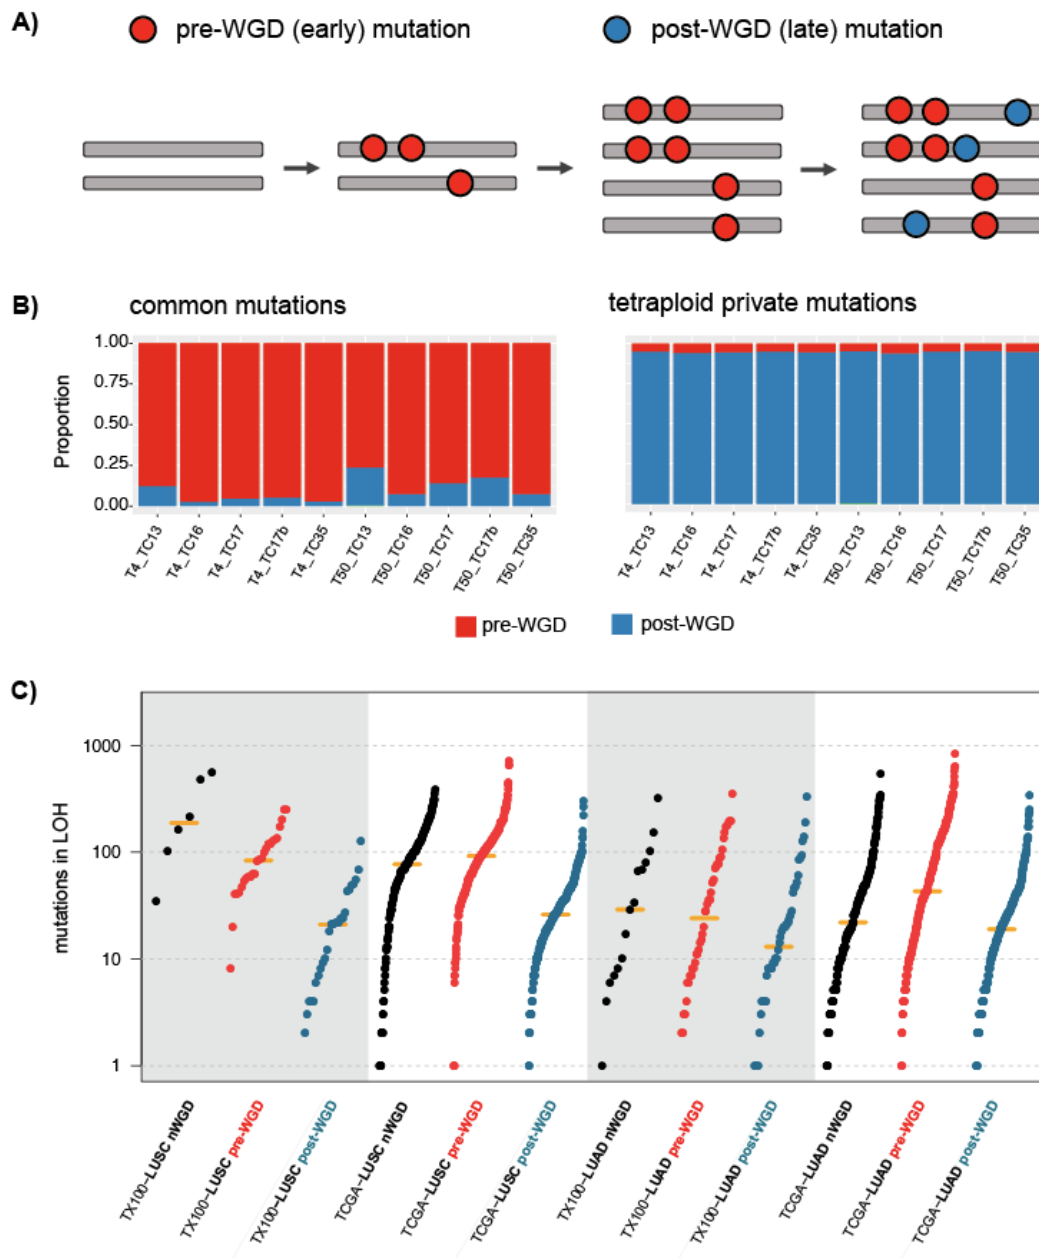 A)
pre-WGD (early) mutation
post-WGD (late) mutation
B)
common mutations
tetraploid private mutations
Proportion
1.00
0.75
0.50
0.25
0.00
T4_TC13
T4_TC16
T4_TC17
T4_TC17b
T4_TC35
T50_TC13
T50_TC16
T50_TC17
T50_TC17b
T50_TC35
T4_TC13
T4_TC16
T4_TC17
T4_TC17b
T4_TC35
T50_TC13
T50_TC16
T50_TC17
T50_TC17b
T50_TC35
pre-WGD
post-WGD
C)
mutations in LOH
1000
100
10
1
TX100−LUSC nWGD
TX100−LUSC pre-WGD
TX100−LUSC post-WGD
TCGA−LUSC nWGD
TCGA−LUSC pre-WGD
TCGA−LUSC post-WGD
TX100−LUAD nWGD
TX100−LUAD pre-WGD
TX100−LUAD post-WGD
TCGA−LUAD nWGD
TCGA−LUAD pre-WGD
TCGA−LUAD post-WGD